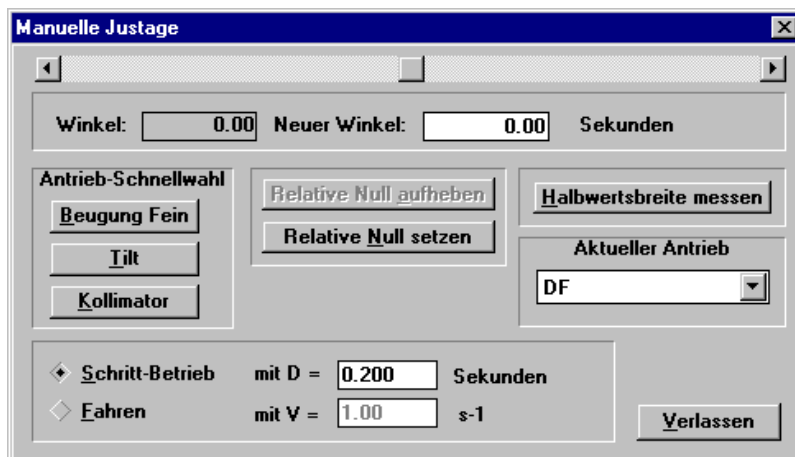 Manuelle Justage
Winkel: 0.00 Neuer Winkel: 0.00 Sekunden
Antrieb-Schnellwahl
Beugung Fein
Tilt
Kollimator
Relative Null aufheben
Relative Null setzen
Halbwertsbreite messen
Aktueller Antrieb
DF
Schritt-Betrieb mit D = 0.200 Sekunden
Fahren mit V = 1.00 s-1
Verlassen